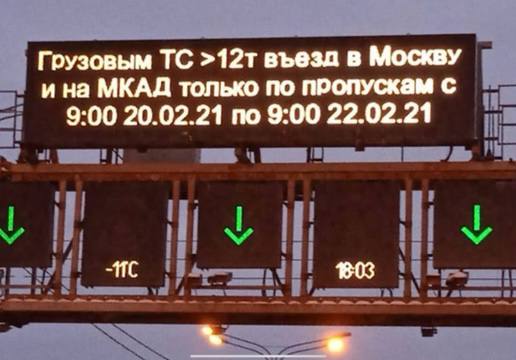 Грузовым ТС >12т въезд в Москву
и на МКАД только по пропускам с
9:00 20.02.21 по 9:00 22.02.21
18:03